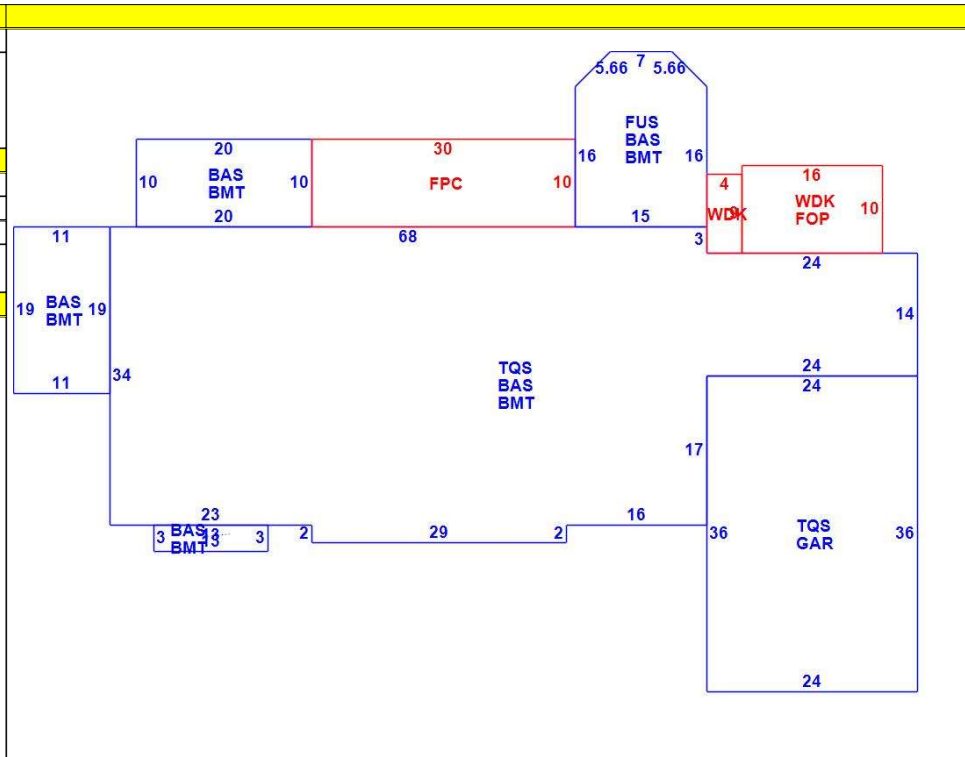 5.66 7 5.66
FUS
BAS
BMT
16 16
15
20
BAS
BMT
10 10
20
30
FPC
10
68
4
WDK
9
3
16
WDK
FOP
10
24
11
19 BAS 19
BMT
11
34
14
TQS
BAS
BMT
24
24
17
23
BAS
BMT
3 13 3
13
2
29
2
16
36 36
TQS
GAR
24